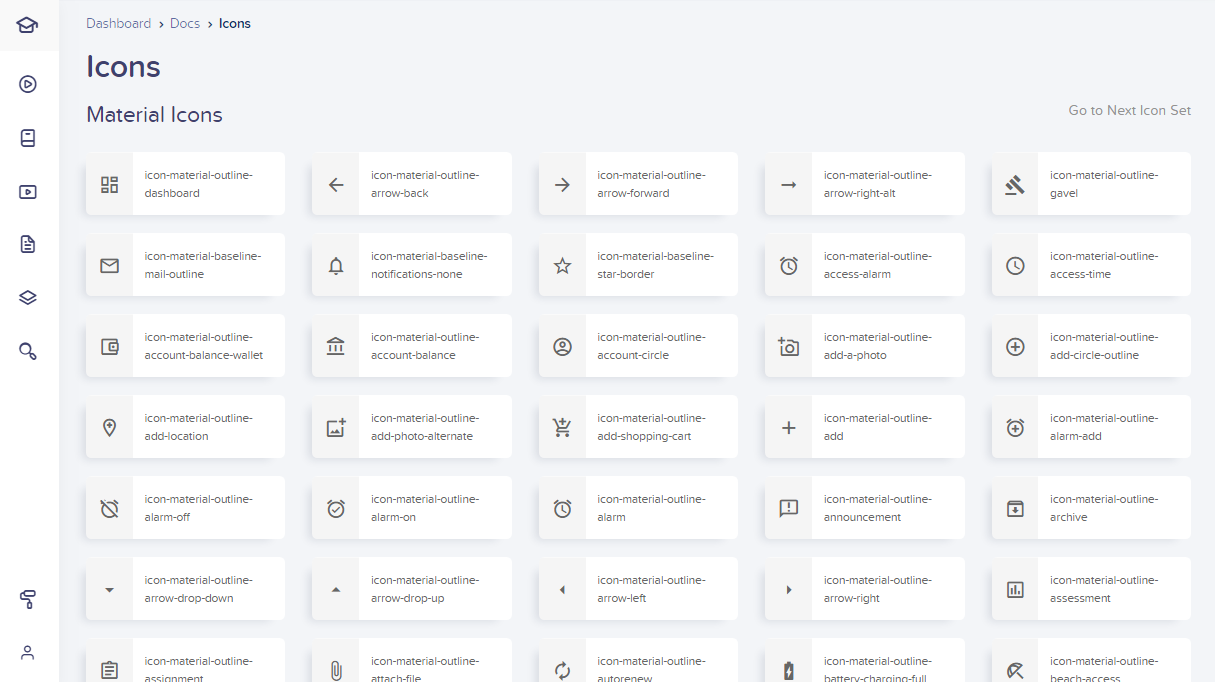 Dashboard › Docs › Icons
Icons
Material Icons
Go to Next Icon Set
icon-material-outline-
dashboard
icon-material-outline-
arrow-back
icon-material-outline-
arrow-forward
icon-material-outline-
arrow-right-alt
icon-material-outline-
gavel
icon-material-baseline-
mail-outline
icon-material-baseline-
notifications-none
icon-material-baseline-
star-border
icon-material-outline-
access-alarm
icon-material-outline-
access-time
icon-material-outline-
account-balance-wallet
icon-material-outline-
account-balance
icon-material-outline-
account-circle
icon-material-outline-
add-a-photo
icon-material-outline-
add-circle-outline
icon-material-outline-
add-location
icon-material-outline-
add-photo-alternate
icon-material-outline-
add-shopping-cart
icon-material-outline-
add
icon-material-outline-
alarm-add
icon-material-outline-
alarm-off
icon-material-outline-
alarm-on
icon-material-outline-
alarm
icon-material-outline-
announcement
icon-material-outline-
archive
icon-material-outline-
arrow-drop-down
icon-material-outline-
arrow-drop-up
icon-material-outline-
arrow-left
icon-material-outline-
arrow-right
icon-material-outline-
assessment
icon-material-outline-
assignment
icon-material-outline-
attach-file
icon-material-outline-
autorenew
icon-material-outline-
battery-charging-full
icon-material-outline-
beach-access